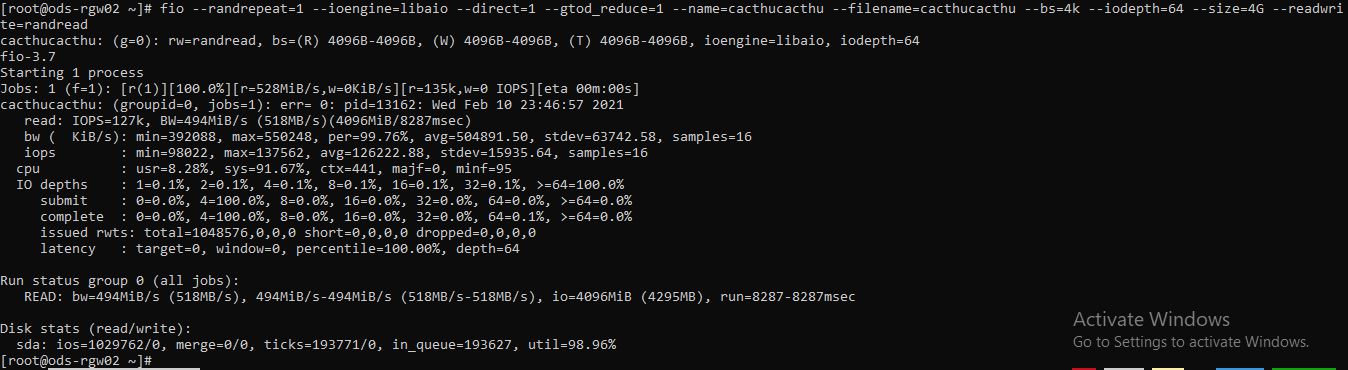 [root@ods-rgw02 ~]# fio --randrepeat=1 --ioengine=libaio --direct=1 --gtod_reduce=1 --name=cacthucacthu --filename=cacthucacthu --bs=4k --iodepth=64 --size=4G --readwri
te=randread
cacthucacthu: (g=0): rw=randread, bs=(R) 4096B-4096B, (W) 4096B-4096B, (T) 4096B-4096B, ioengine=libaio, iodepth=64
fio-3.7
Starting 1 process
Jobs: 1 (f=1): [r(1)][100.0%][r=528MiB/s,w=0KiB/s][r=135k,w=0 IOPS][eta 00m:00s]
cacthucacthu: (groupid=0, jobs=1): err= 0: pid=13162: Wed Feb 10 23:46:57 2021
   read: IOPS=127k, BW=494MiB/s (518MB/s)(4096MiB/8287msec)
   bw (  KiB/s): min=392088, max=550248, per=99.76%, avg=504891.50, stdev=63742.58, samples=16
   iops        : min=98022, max=137562, avg=126222.88, stdev=15935.64, samples=16
  cpu          : usr=8.28%, sys=91.67%, ctx=441, majf=0, minf=95
  IO depths    : 1=0.1%, 2=0.1%, 4=0.1%, 8=0.1%, 16=0.1%, 32=0.1%, >=64=100.0%
     submit    : 0=0.0%, 4=100.0%, 8=0.0%, 16=0.0%, 32=0.0%, 64=0.0%, >=64=0.0%
     complete  : 0=0.0%, 4=100.0%, 8=0.0%, 16=0.0%, 32=0.0%, 64=0.1%, >=64=0.0%
     issued rwts: total=1048576,0,0,0 short=0,0,0,0 dropped=0,0,0,0
     latency   : target=0, window=0, percentile=100.00%, depth=64

Run status group 0 (all jobs):
   READ: bw=494MiB/s (518MB/s), 494MiB/s-494MiB/s (518MB/s-518MB/s), io=4096MiB (4295MB), run=8287-8287msec

Disk stats (read/write):
  sda: ios=1029762/0, merge=0/0, ticks=193771/0, in_queue=193627, util=98.96%
[root@ods-rgw02 ~]#
Activate Windows
Go to Settings to activate Windows.